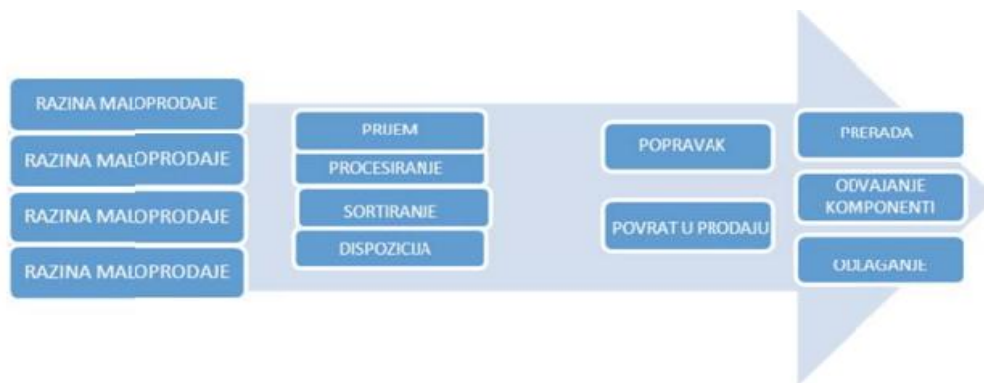 RAZINA MALOPRODAJE
RAZINA MALOPRODAJE
RAZINA MALOPRODAJE
RAZINA MALOPRODAJE
PRIJEM
PROCESIRANJE
SORTIRANJE
DISPOZICIJA
POPRAVAK
POVRAT U PRODAJU
PRERADA
ODVAJANJE
KOMPONENTI
ODLAGANJE